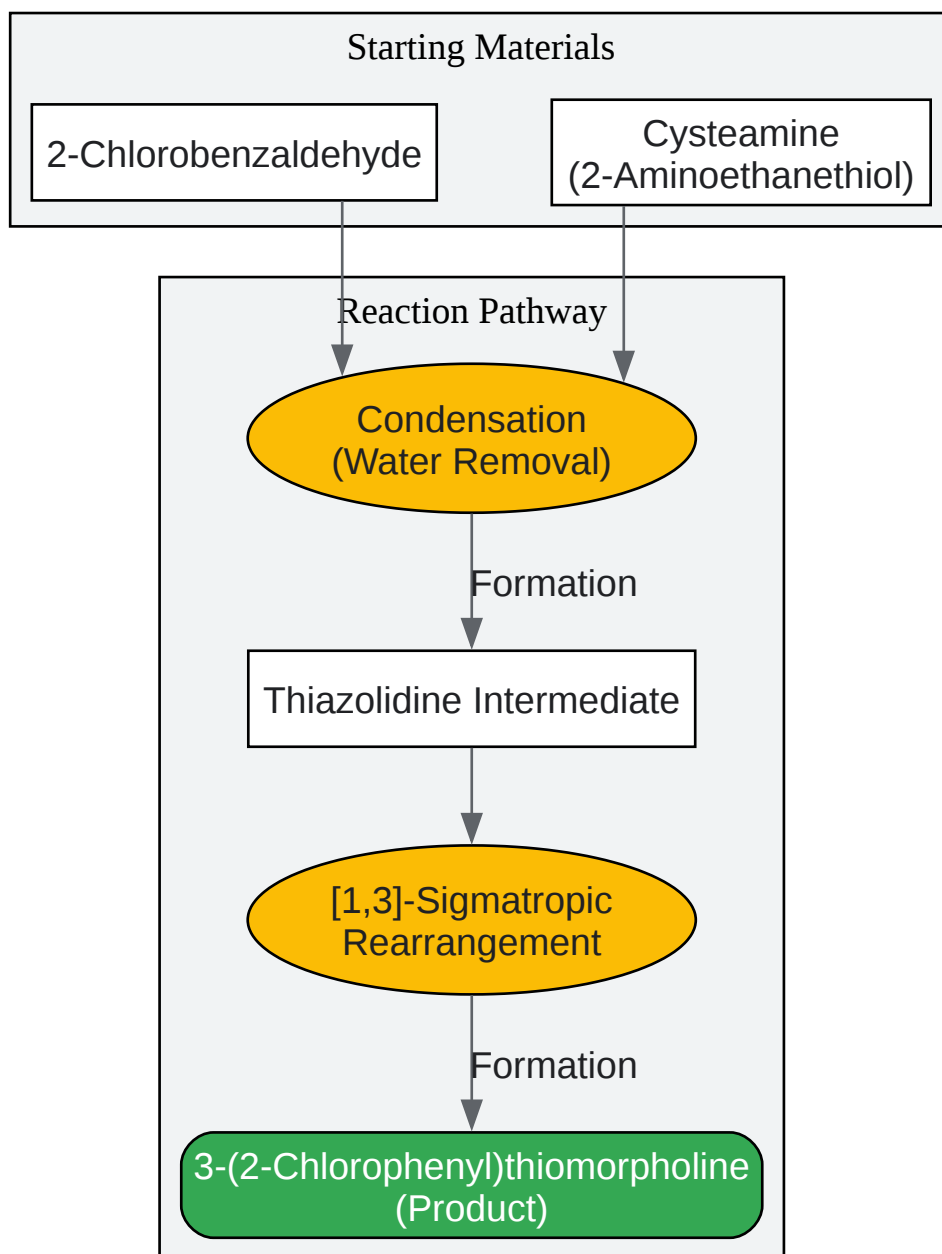 Starting Materials
2-Chlorobenzaldehyde
Cysteamine
(2-Aminoethanethiol)
Reaction Pathway
Condensation
(Water Removal)
Formation
Thiazolidine Intermediate
[1,3]-Sigmatropic
Rearrangement
Formation
3-(2-Chlorophenyl)thiomorpholine
(Product)